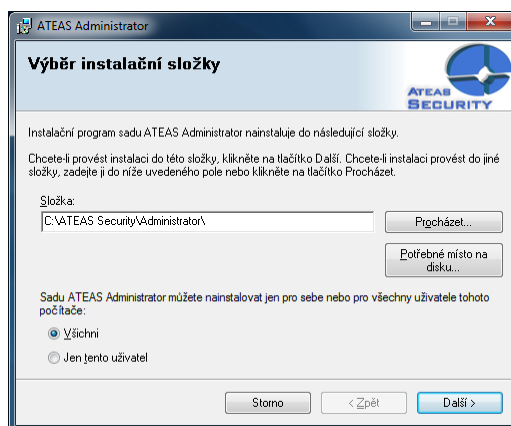 ATEAS Administrator
Výběr instalační složky
ATEAS
SECURITY
Instalační program sadu ATEAS Administrator nainstaluje do následující složky.
Chcete-li provést instalaci do této složky, klikněte na tlačítko Další. Chcete-li instalaci provést do jiné
složky, zadejte ji do níže uvedeného pole nebo klikněte na tlačítko Procházet.
Složka:
C:\ATEAS Security\Administrator\
Procházet...
Potřebné místo na
disku...
Sadu ATEAS Administrator můžete nainstalovat jen pro sebe nebo pro všechny uživatele tohoto
počítače:
Všichni
Jen tento uživatel
Storno
< Zpět
Další >